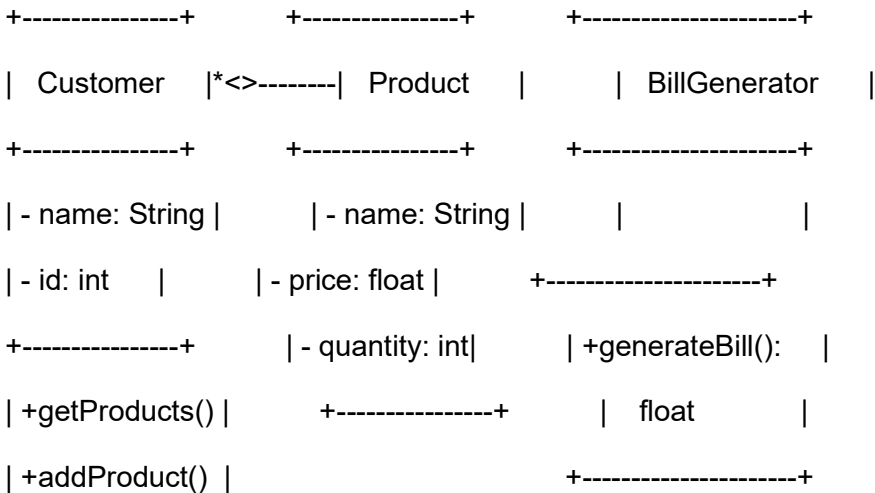 +----------------+ +----------------+ +----------------------+
| Customer |*<>--------| Product | | BillGenerator |
+----------------+ +----------------+ +----------------------+
| - name: String | | - name: String | | |
| - id: int | | - price: float | +----------------------+
+----------------+ | - quantity: int| | +generateBill(): |
| +getProducts() | +----------------+ | float |
| +addProduct() | +----------------------+